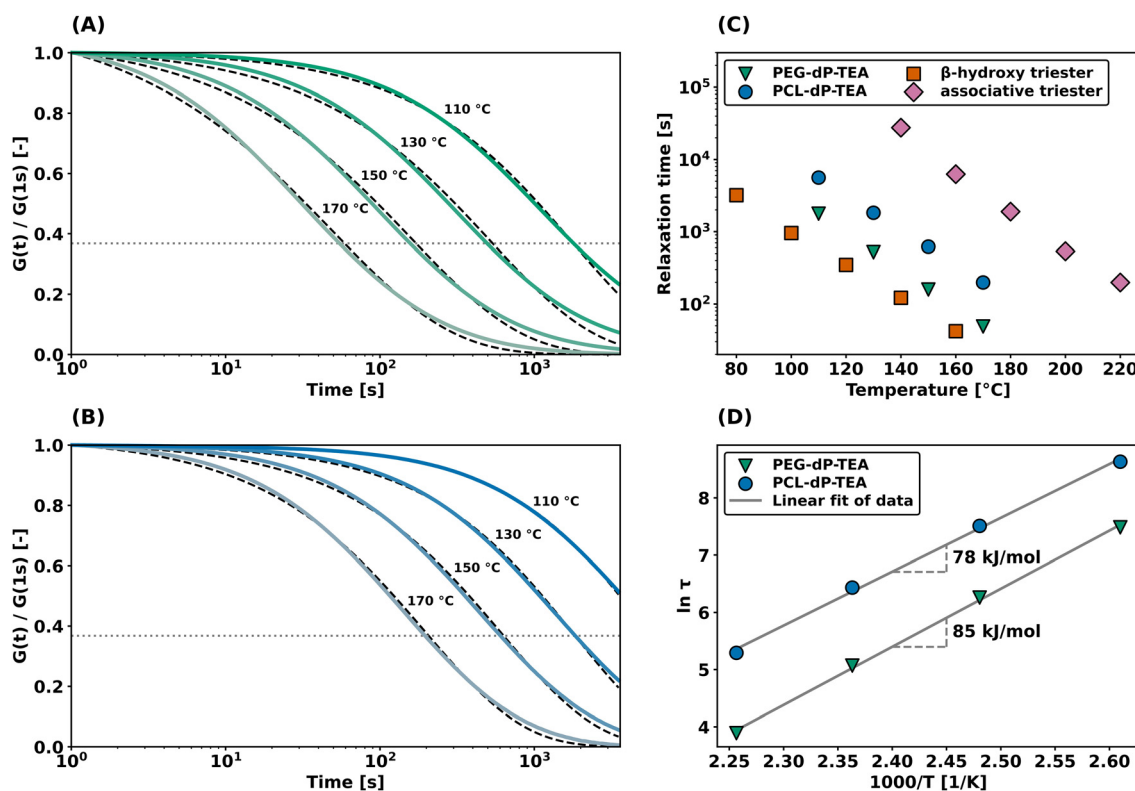 (A)
G(t) / G(1s) [-]
1.0
0.8
0.6
0.4
0.2
0.0
110 °C
130 °C
150 °C
170 °C
10⁰ 10¹ 10² 10³
Time [s]
(B)
G(t) / G(1s) [-]
1.0
0.8
0.6
0.4
0.2
0.0
110 °C
130 °C
150 °C
170 °C
10⁰ 10¹ 10² 10³
Time [s]
(C)
Relaxation time [s]
10⁵
10⁴
10³
10²
PEG-dP-TEA β-hydroxy triester
PCL-dP-TEA associative triester
80 100 120 140 160 180 200 220
Temperature [°C]
(D)
ln τ
8
7
6
5
4
PEG-dP-TEA
PCL-dP-TEA
Linear fit of data
78 kJ/mol
85 kJ/mol
2.25 2.30 2.35 2.40 2.45 2.50 2.55 2.60
1000/T [1/K]